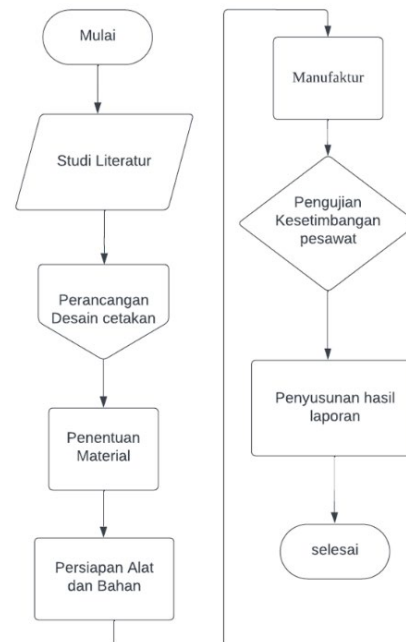 Mulai
Studi Literatur
Perancangan
Desain cetakan
Penentuan
Material
Persiapan Alat
dan Bahan
Manufaktur
Pengujian
Kesetimbangan
pesawat
Penyusunan hasil
laporan
selesai